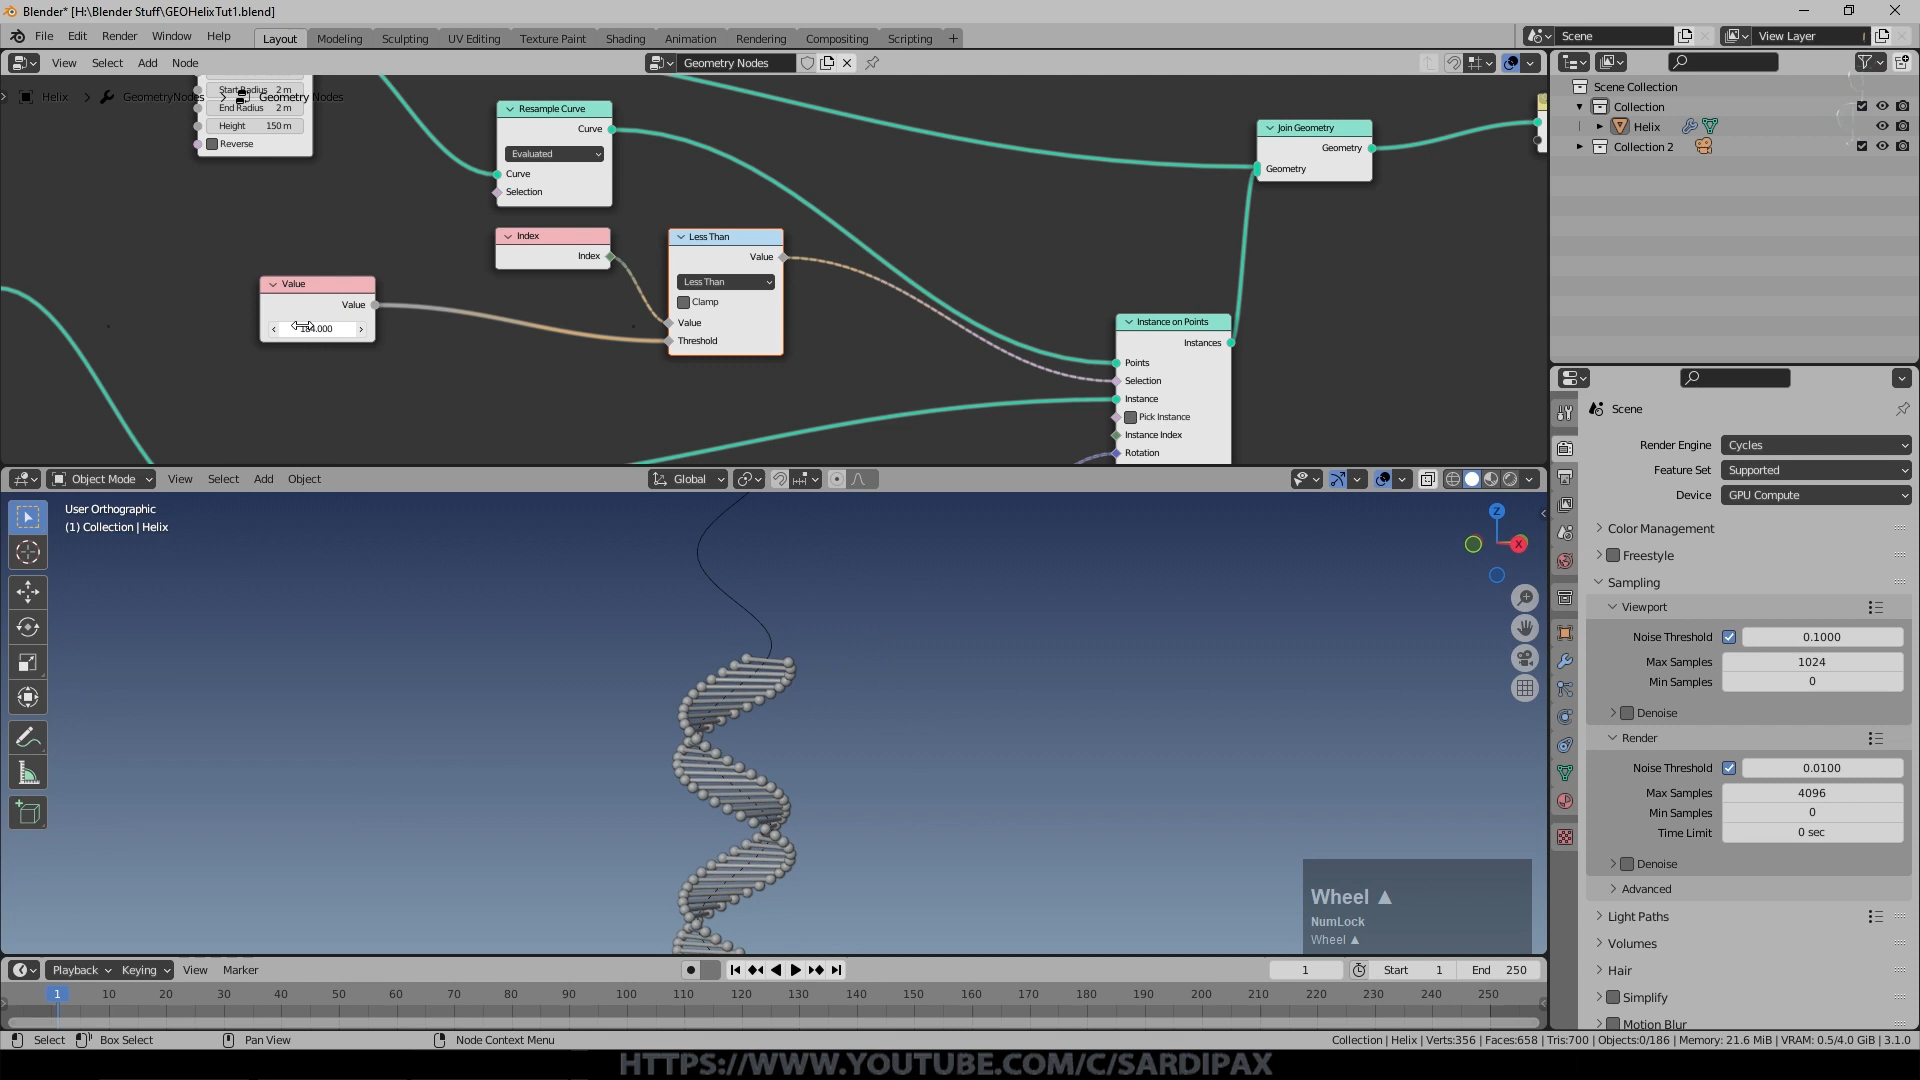 Blender* [H:\Blender Stuff\GEOHelixTut1.blend]
File Edit Render Window Help Layout Modeling Sculpting UV Editing Texture Paint Shading Animation Rendering Compositing Scripting + Scene View Layer
View Select Add Node Geometry Nodes
Helix GeometryNodes Geometry Nodes
Start Radius 2 m
End Radius 2 m
Height 150 m
Reverse
Resample Curve
Curve
Evaluated
Curve
Selection
Index
Index
Value
Value
Less Than
Value
Less Than
Clamp
Value
Threshold
Join Geometry
Geometry
Geometry
Instance on Points
Instances
Points
Selection
Instance
Pick Instance
Instance Index
Rotation
Scene Collection
Collection
Helix
Collection 2
Object Mode View Select Add Object Global
User Orthographic
(1) Collection | Helix
Z
X
Wheel ▲
NumLock
Wheel ▲
Scene
Render Engine Cycles
Feature Set Supported
Device GPU Compute
Color Management
Freestyle
Sampling
Viewport
Noise Threshold 0.1000
Max Samples 1024
Min Samples 0
Denoise
Render
Noise Threshold 0.0100
Max Samples 4096
Min Samples 0
Time Limit 0 sec
Denoise
Advanced
Light Paths
Volumes
Hair
Simplify
Motion Blur
Playback Keying View Marker 1 Start 1 End 250
1 10 20 30 40 50 60 70 80 90 100 110 120 130 140 150 160 170 180 190 200 210 220 230 240 250
Select Box Select Pan View Node Context Menu Collection | Helix | Verts:356 | Faces:658 | Tris:700 | Objects:0/186 | Memory: 21.6 MiB | VRAM: 0.5/4.0 GiB | 3.1.0
HTTPS://WWW.YOUTUBE.COM/C/SARDIPAX